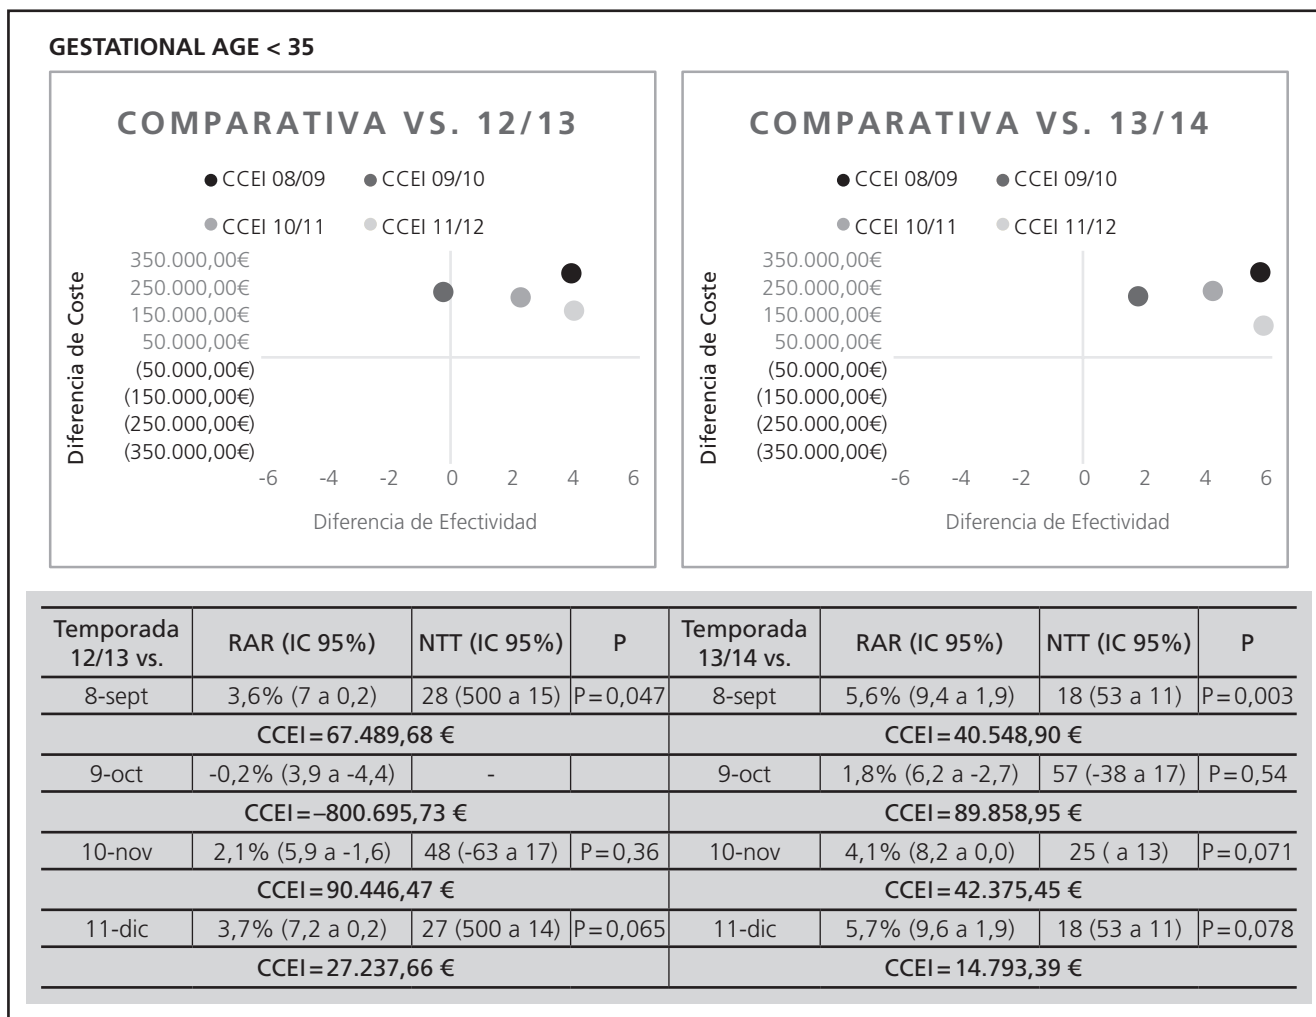 GESTATIONAL AGE < 35
COMPARATIVA VS. 12/13
CCEI 08/09 CCEI 09/10
CCEI 10/11 CCEI 11/12
Diferencia de Coste
350.000,00€
250.000,00€
150.000,00€
50.000,00€
(50.000,00€)
(150.000,00€)
(250.000,00€)
(350.000,00€)
-6 -4 -2 0 2 4 6
Diferencia de Efectividad
COMPARATIVA VS. 13/14
CCEI 08/09 CCEI 09/10
CCEI 10/11 CCEI 11/12
Diferencia de Coste
350.000,00€
250.000,00€
150.000,00€
50.000,00€
(50.000,00€)
(150.000,00€)
(250.000,00€)
(350.000,00€)
-6 -4 -2 0 2 4 6
Diferencia de Efectividad
Temporada 12/13 vs. RAR (IC 95%) NTT (IC 95%) P Temporada 13/14 vs. RAR (IC 95%) NTT (IC 95%) P
8-sept 3,6% (7 a 0,2) 28 (500 a 15) P=0,047 8-sept 5,6% (9,4 a 1,9) 18 (53 a 11) P=0,003
CCEI=67.489,68 € CCEI=40.548,90 €
9-oct -0,2% (3,9 a -4,4) - 9-oct 1,8% (6,2 a -2,7) 57 (-38 a 17) P=0,54
CCEI=–800.695,73 € CCEI=89.858,95 €
10-nov 2,1% (5,9 a -1,6) 48 (-63 a 17) P=0,36 10-nov 4,1% (8,2 a 0,0) 25 ( a 13) P=0,071
CCEI=90.446,47 € CCEI=42.375,45 €
11-dic 3,7% (7,2 a 0,2) 27 (500 a 14) P=0,065 11-dic 5,7% (9,6 a 1,9) 18 (53 a 11) P=0,078
CCEI=27.237,66 € CCEI=14.793,39 €